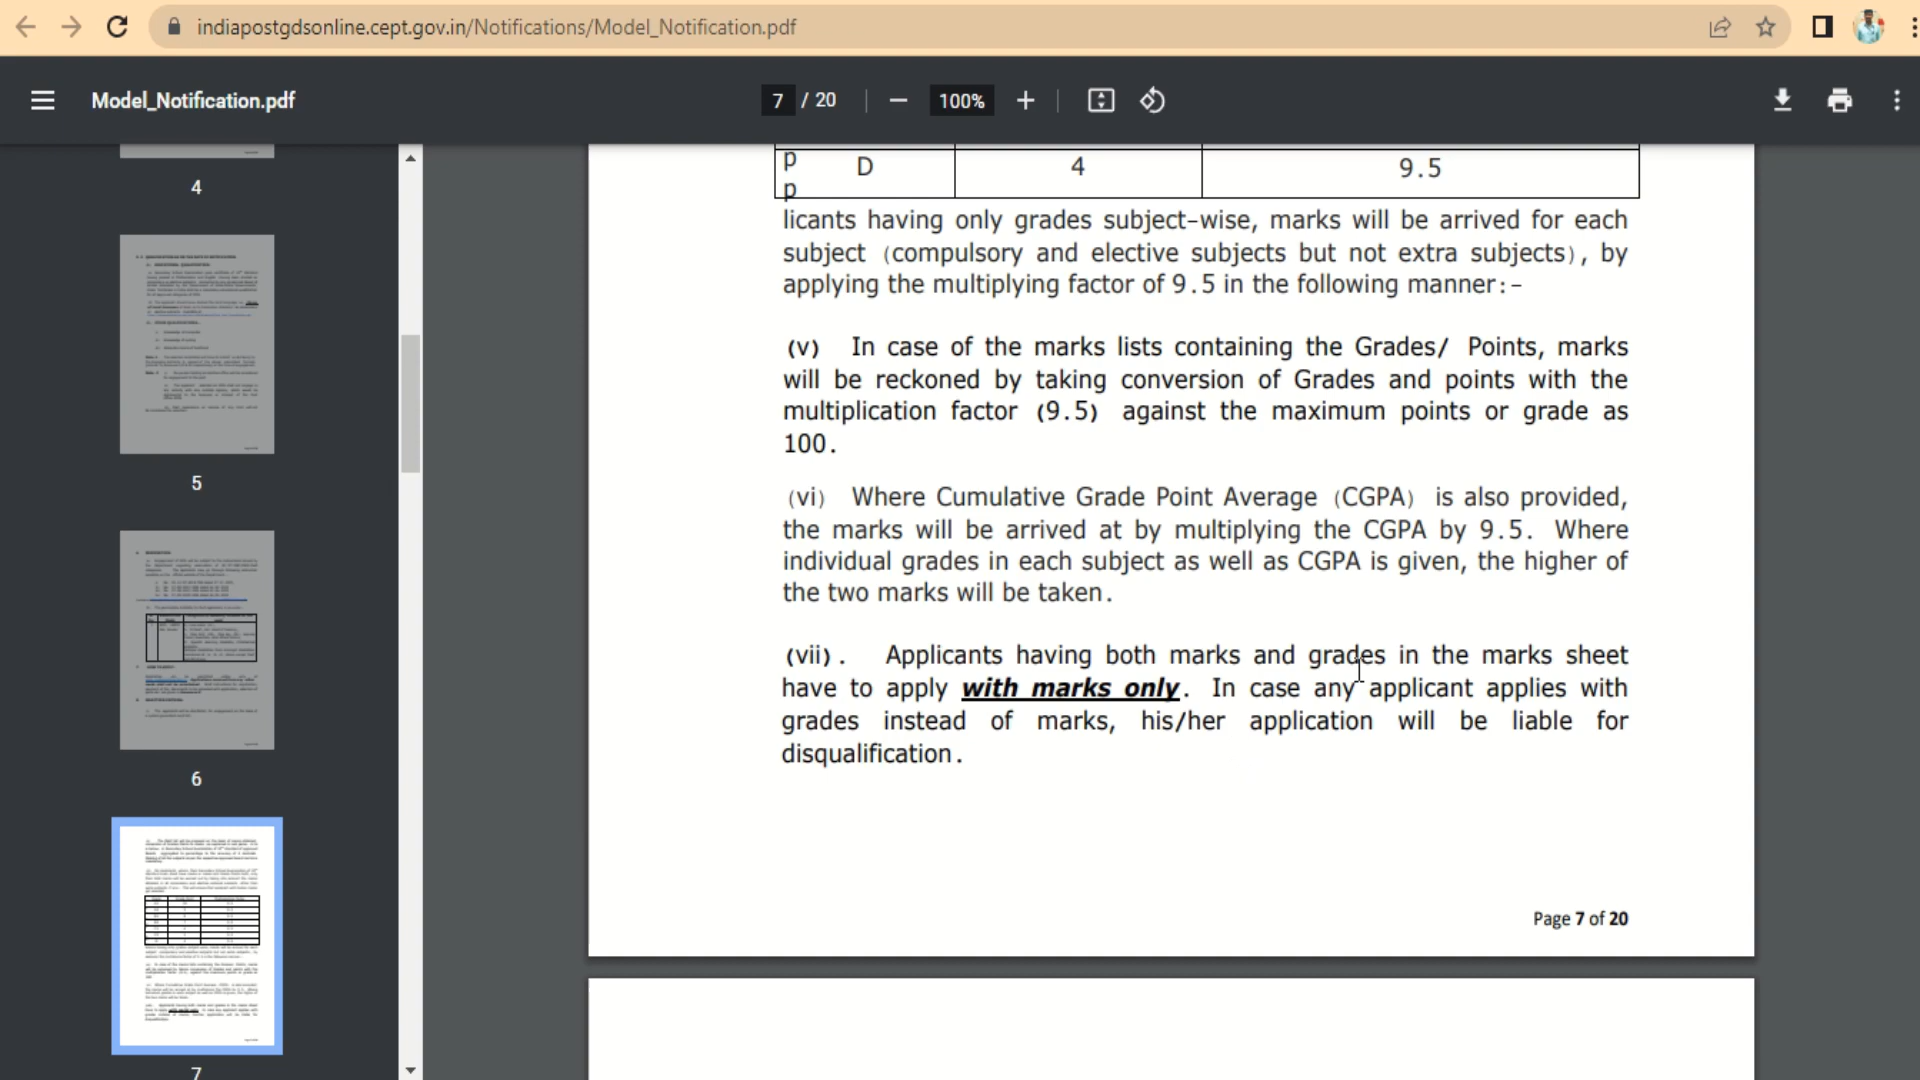 indiapostgdsonline.cept.gov.in/Notifications/Model_Notification.pdf
Model_Notification.pdf
7 / 20
100%
4
5
6
7
p
p
D 4 9.5
licants having only grades subject-wise, marks will be arrived for each
subject (compulsory and elective subjects but not extra subjects), by
applying the multiplying factor of 9.5 in the following manner:-
(v) In case of the marks lists containing the Grades/ Points, marks
will be reckoned by taking conversion of Grades and points with the
multiplication factor (9.5) against the maximum points or grade as
100.
(vi) Where Cumulative Grade Point Average (CGPA) is also provided,
the marks will be arrived at by multiplying the CGPA by 9.5. Where
individual grades in each subject as well as CGPA is given, the higher of
the two marks will be taken.
(vii). Applicants having both marks and grades in the marks sheet
have to apply with marks only. In case any applicant applies with
grades instead of marks, his/her application will be liable for
disqualification.
Page 7 of 20